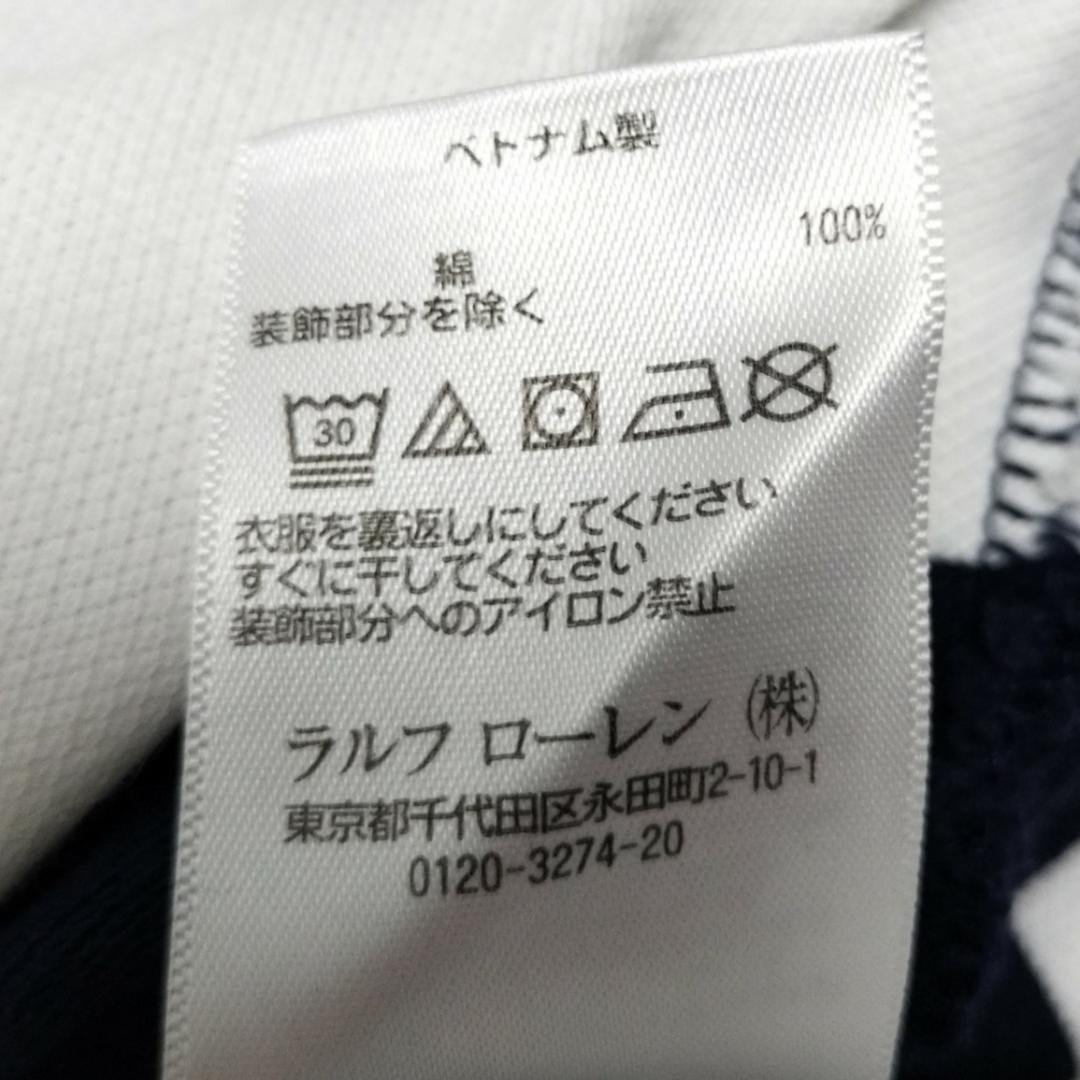 ベトナム製
100%
綿
装飾部分を除く
30
衣服を裏返しにしてください
すぐに干してください
装飾部分へのアイロン禁止
ラルフ ローレン (株)
東京都千代田区永田町2-10-1
0120-3274-20